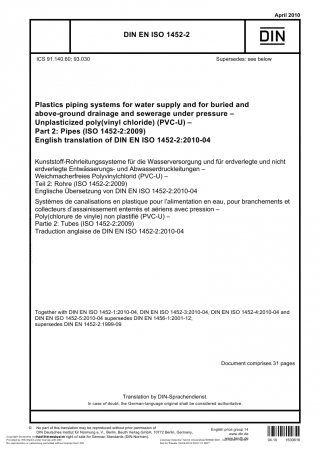 April 2010
DIN EN ISO 1452-2
DIN
ICS 91.140.80; 93.030
Supersedes: see below
Plastics piping systems for water supply and for buried and
above-ground drainage and sewerage under pressure –
Unplasticized poly(vinyl chloride) (PVC-U) –
Part 2: Pipes (ISO 1452-2:2009)
English translation of DIN EN ISO 1452-2:2010-04
Kunststoff-Rohrleitungssysteme für die Wasserversorgung und für erdverlegte und nicht
erdverlegte Entwässerungs- und Abwasserdruckleitungen –
Weichmacherfreies Polyvinylchlorid (PVC-U) –
Teil 2: Rohre (ISO 1452-2:2009)
Englische Übersetzung von DIN EN ISO 1452-2:2010-04
Systèmes de canalisations en plastique pour l'alimentation en eau, pour branchements et
collecteurs d'assainissement enterrés et aériens avec pression –
Poly(chlorure de vinyle) non plastifié (PVC-U) –
Partie 2: Tubes (ISO 1452-2:2009)
Traduction anglaise de DIN EN ISO 1452-2:2010-04
Together with DIN EN ISO 1452-1:2010-04, DIN EN ISO 1452-3:2010-04, DIN EN ISO 1452-4:2010-04 and
DIN EN ISO 1452-5:2010-04 supersedes DIN EN 1456-1:2001-12;
supersedes DIN EN 1452-2:1999-09
Document comprises 31 pages
Translation by DIN-Sprachendienst.
In case of doubt, the German-language original shall be considered authoritative.
© No part of this translation may be reproduced without prior permission of
DIN Deutsches Institut für Normung e. V., Berlin. Beuth Verlag GmbH, 10772 Berlin, Germany,
has the exclusive right of sale for German Standards (DIN-Normen).
English price group 14
www.din.de
www.beuth.de